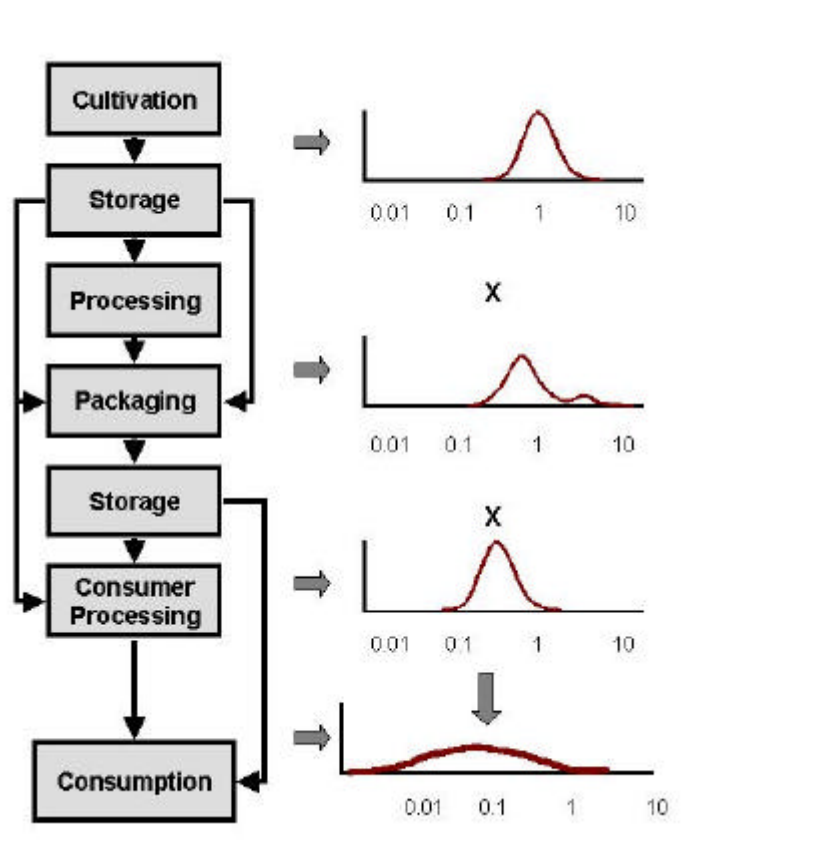 Cultivation
Storage
Processing
Packaging
Storage
Consumer
Processing
Consumption
0.01 0.1 1 10
X
0.01 0.1 1 10
X
0.01 0.1 1 10
0.01 0.1 1 10